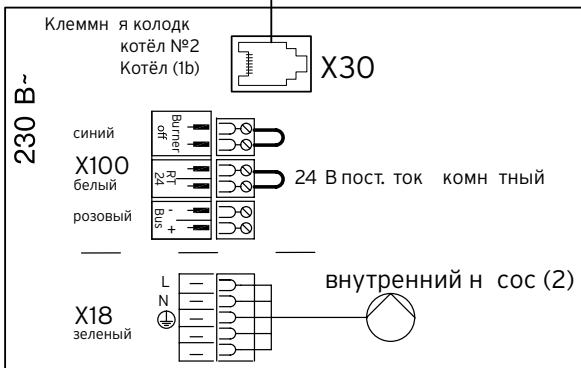 Клеммн я колодк
котёл №2
Котёл (1b)
X30
230 В~
синий
Burner
off
X100
белый
RT
24
24 В пост. ток комн тный
розовый
Bus
-
+
L
N
внутренний н сос (2)
X18
зеленый